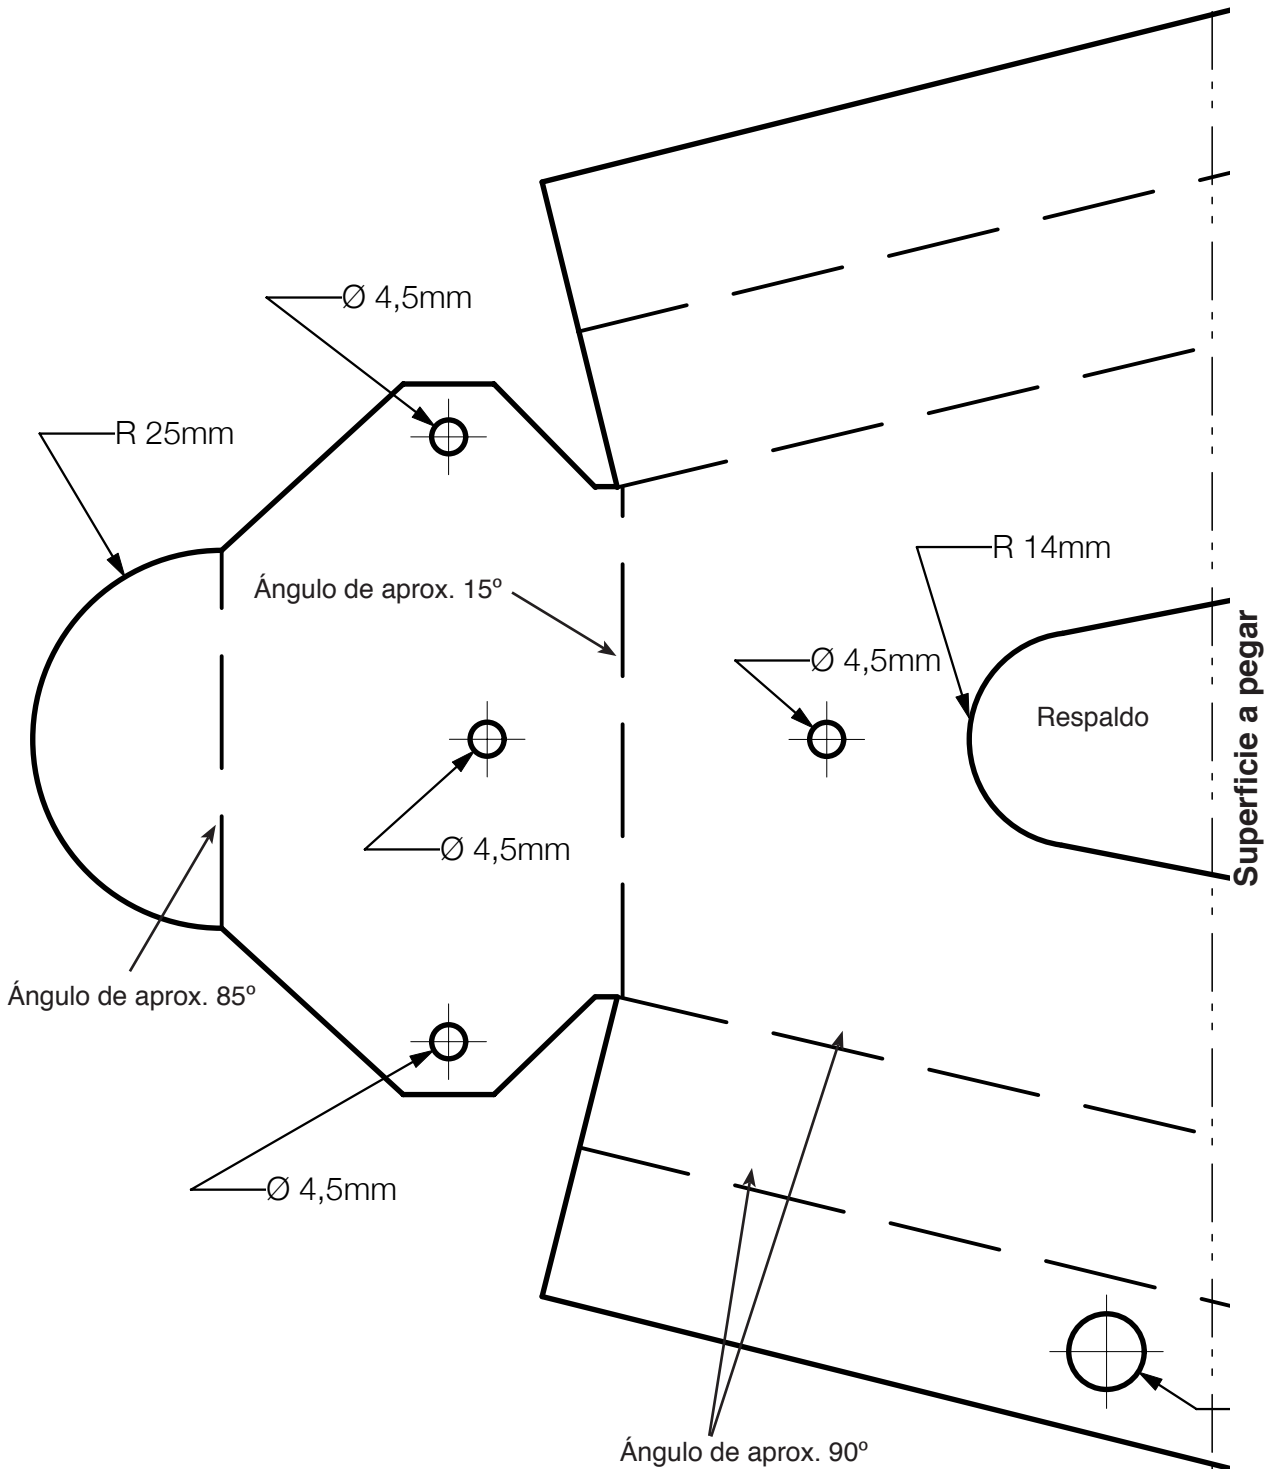 Ø 4,5mm
R 25mm
Ángulo de aprox. 15º
R 14mm
Ø 4,5mm
Respaldo
Superficie a pegar
Ø 4,5mm
Ángulo de aprox. 85º
Ø 4,5mm
Ángulo de aprox. 90º